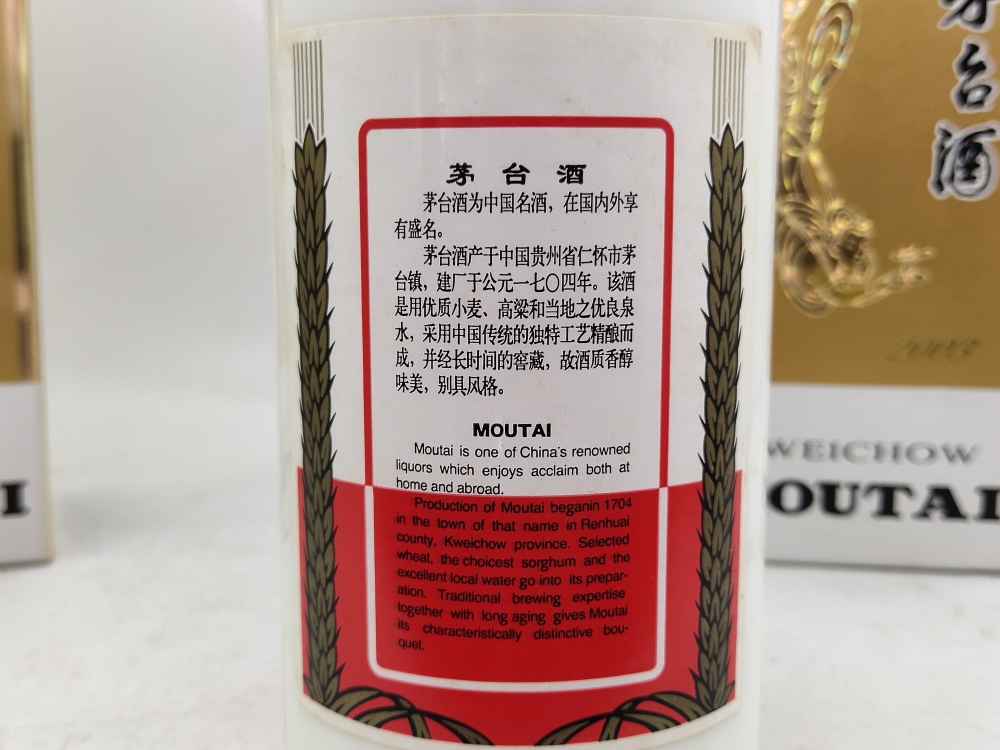 茅台酒
茅台酒为中国名酒，在国内外享
有盛名。
茅台酒产于中国贵州省仁怀市茅
台镇，建厂于公元一七〇四年。该酒
是用优质小麦、高粱和当地之优良泉
水，采用中国传统的独特工艺精酿而
成，并经长时间的窖藏，故酒质香醇
味美，别具风格。
MOUTAI
Moutai is one of China's renowned
liquors which enjoys acclaim both at
home and abroad.
Production of Moutai beganin 1704
in the town of that name in Renhuai
county, Kweichow province. Selected
wheat, the choicest sorghum and the
excellent local water go into its prepar-
ation. Traditional brewing expertise
together with long aging gives Moutai
its characteristically distinctive bou-
quet.
茅台酒
WEICHOW
OUTAI
I